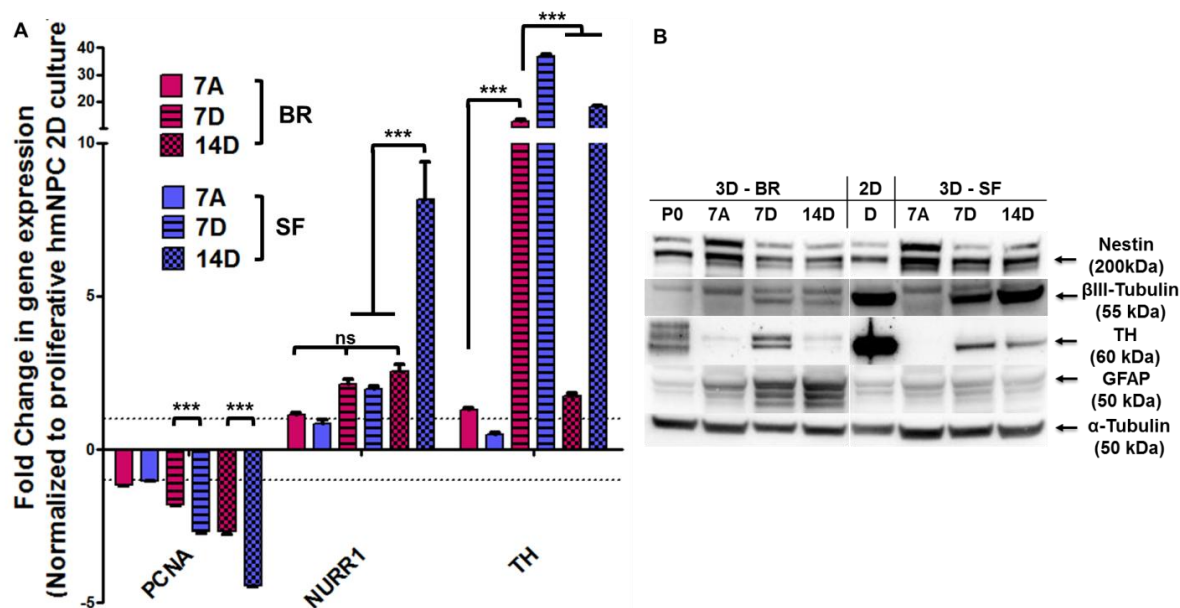 A
Fold Change in gene expression
(Normalized to proliferative hmNPC 2D culture
40
30
20
10
5
0
-5
7A
7D
14D
BR
7A
7D
14D
SF
***
***
ns
***
***
***
PCNA
NURR1
TH
B
3D - BR 2D 3D - SF
P0 7A 7D 14D D 7A 7D 14D
Nestin
(200kDa)
βIII-Tubulin
(55 kDa)
TH
(60 kDa)
GFAP
(50 kDa)
α-Tubulin
(50 kDa)